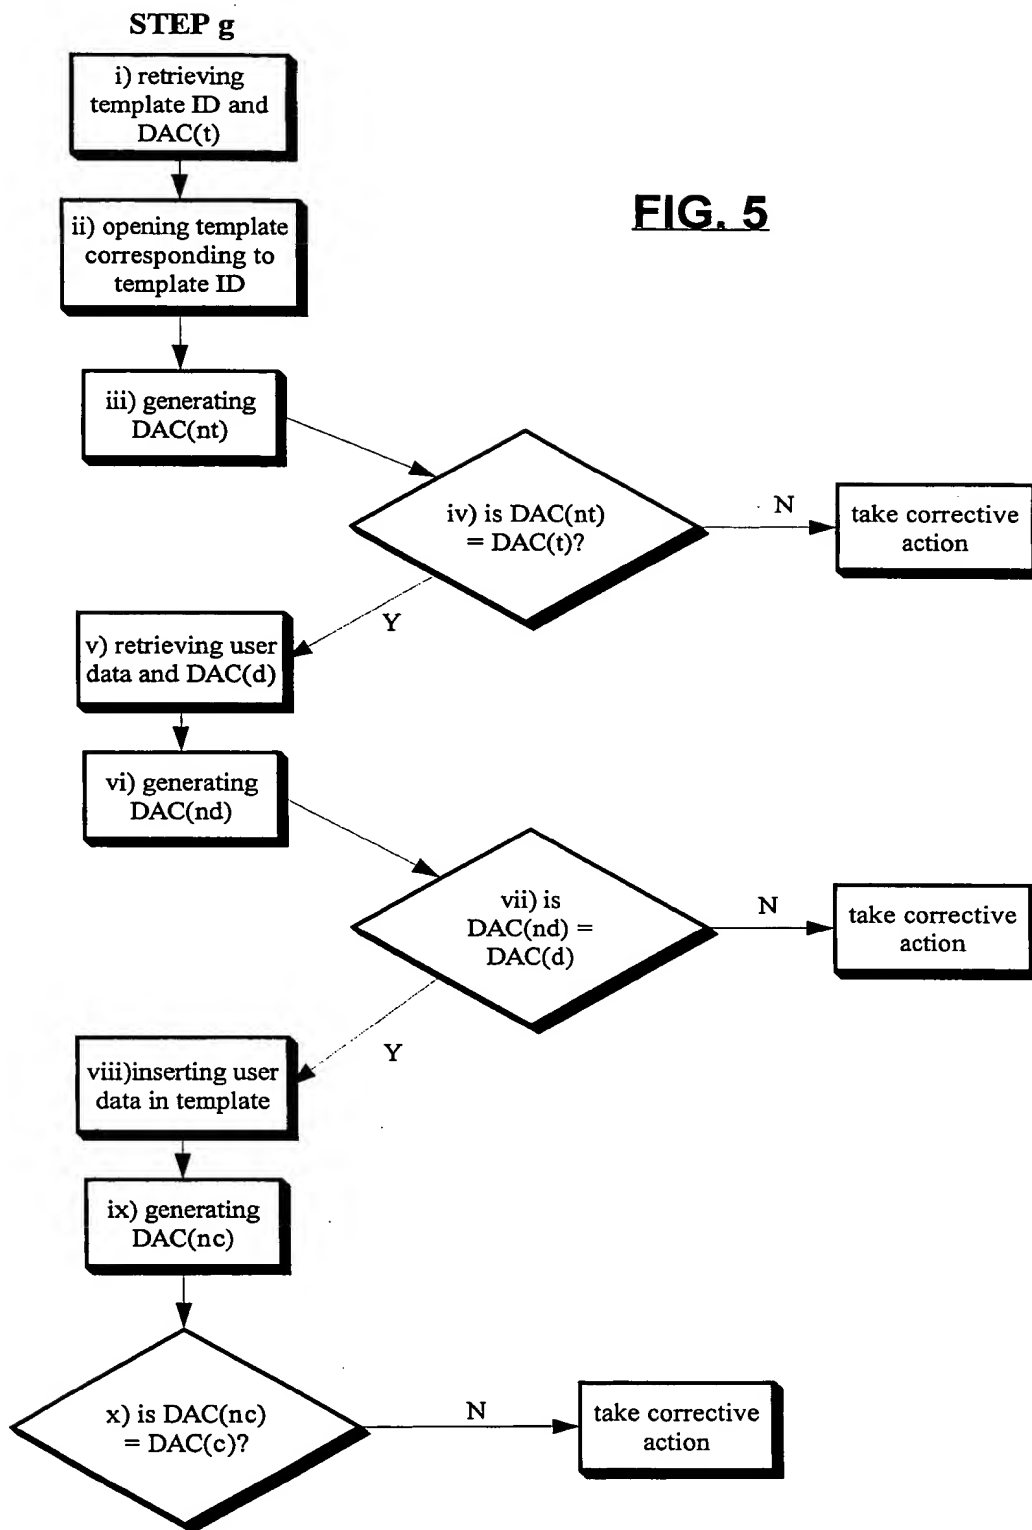 STEP g
i) retrieving
template ID and
DAC(t)
FIG. 5
ii) opening template
corresponding to
template ID
iii) generating
DAC(nt)
iv) is DAC(nt)
= DAC(t)?
N
take corrective
action
Y
v) retrieving user
data and DAC(d)
vi) generating
DAC(nd)
vii) is
DAC(nd) =
DAC(d)
N
take corrective
action
Y
viii)inserting user
data in template
ix) generating
DAC(nc)
x) is DAC(nc)
= DAC(c)?
N
take corrective
action